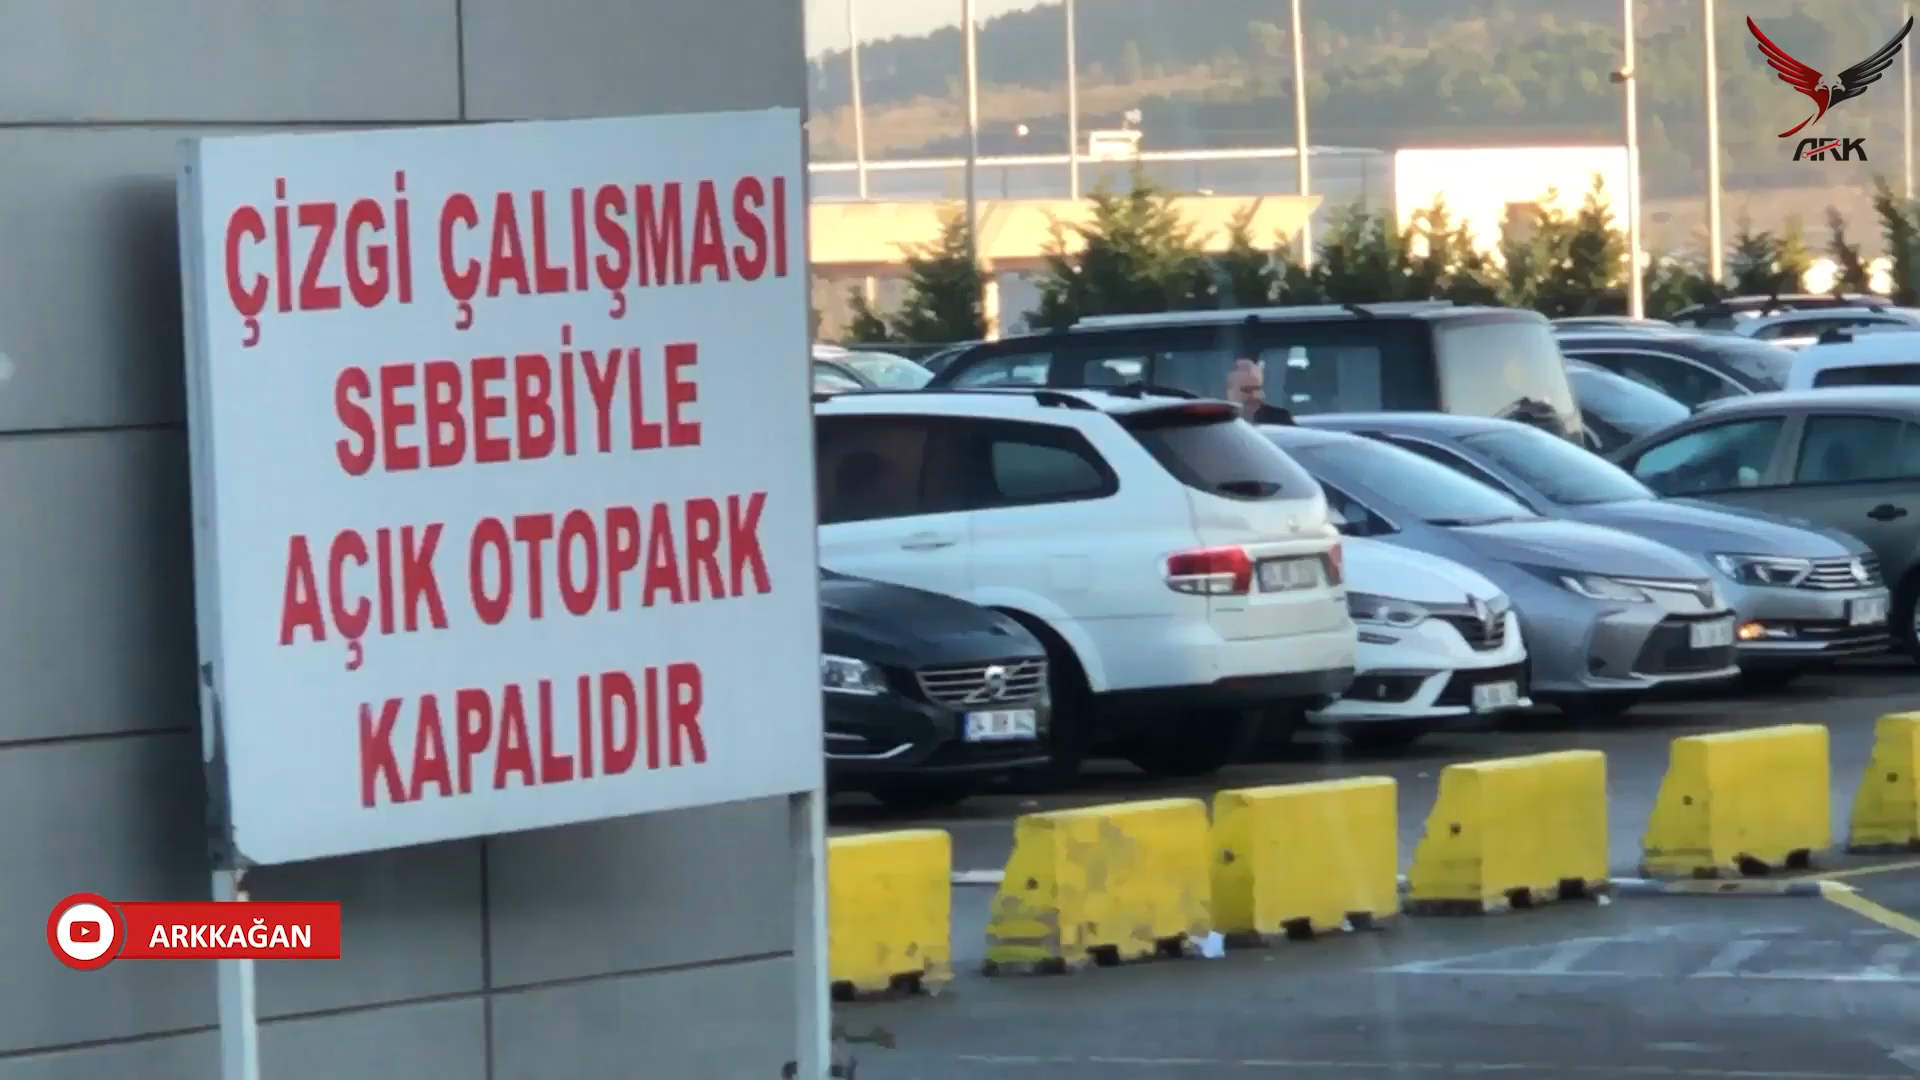 ÇİZGİ ÇALIŞMASI
SEBEBİYLE
AÇIK OTOPARK
KAPALIDIR
ARK
ARKKAĞAN